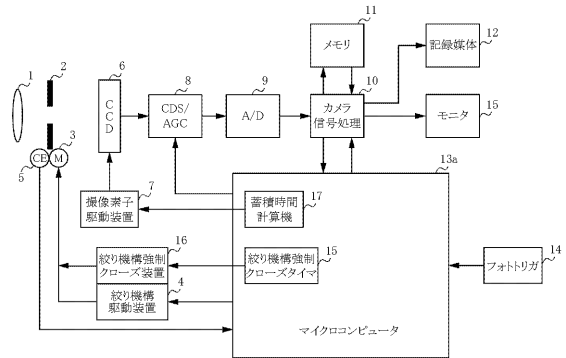 11
メモリ
12
記録媒体
1
2
6
CCD
8
CDS/
AGC
9
A/D
10
カメラ
信号処理
15
モニタ
3
CE
M
5
13a
7
撮像素子
駆動装置
17
蓄積時間
計算機
16
絞り機構強制
クローズ装置
15
絞り機構強制
クローズタイマ
14
フォトトリガ
4
絞り機構
駆動装置
マイクロコンピュータ